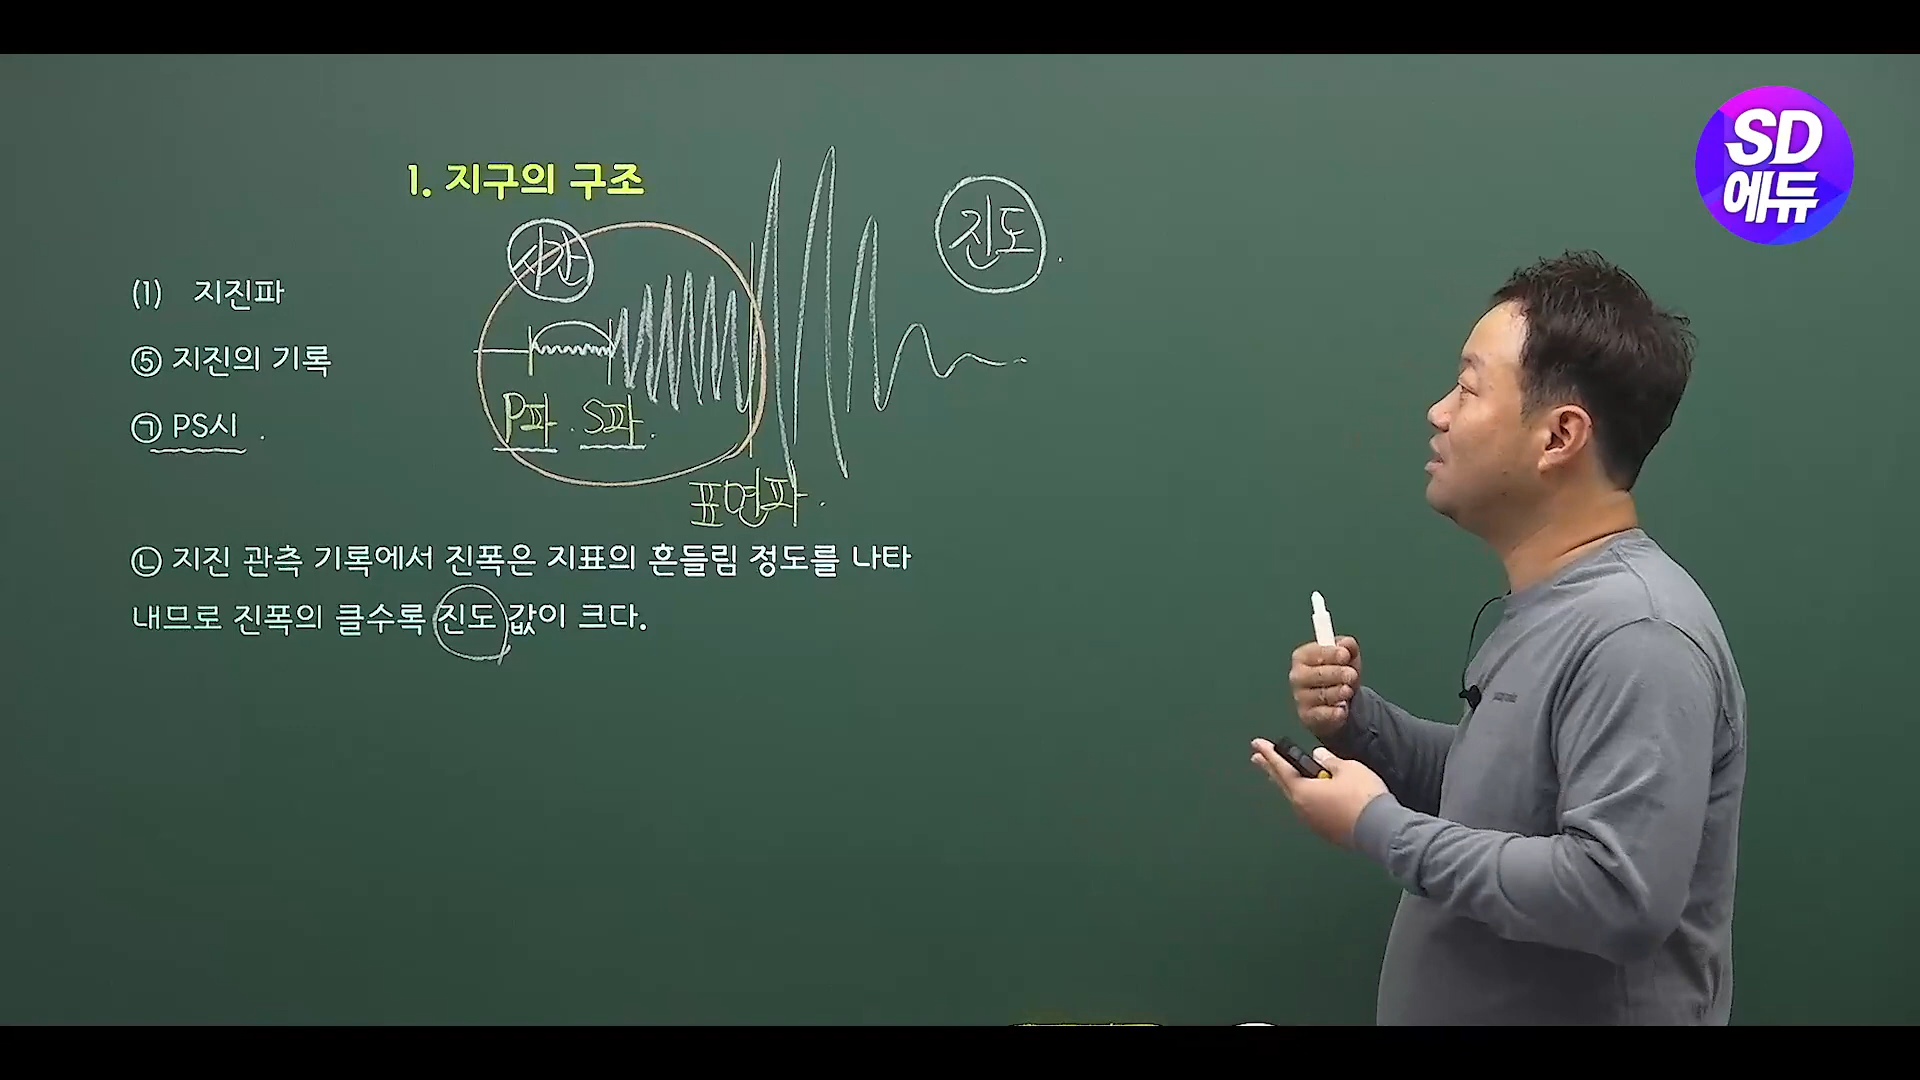 1. 지구의 구조
SD
에듀
(1) 지진파
⑤ 지진의 기록
㉠ PS시
시간
진도
P파 . S파 .
표면파 .
㉡ 지진 관측 기록에서 진폭은 지표의 흔들림 정도를 나타
내므로 진폭의 클수록 진도 값이 크다.